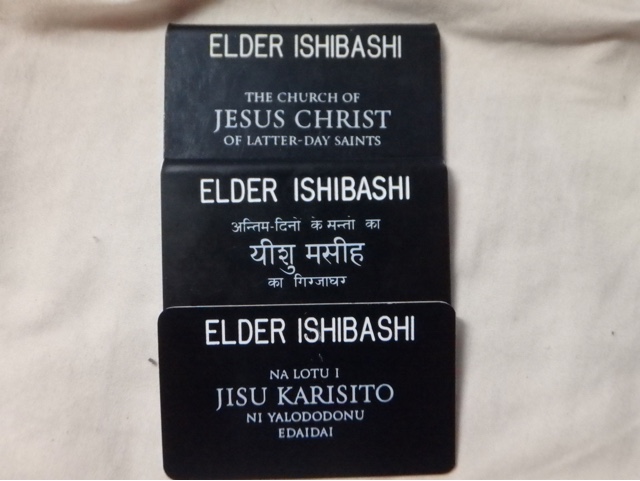 ELDER ISHIBASHI
THE CHURCH OF
JESUS CHRIST
OF LATTER-DAY SAINTS
ELDER ISHIBASHI
अन्तिम-दिनों के सन्तों का
यीशु मसीह
का गिरजाघर
ELDER ISHIBASHI
NA LOTU I
JISU KARISITO
NI YALODODONU
EDAIDAI